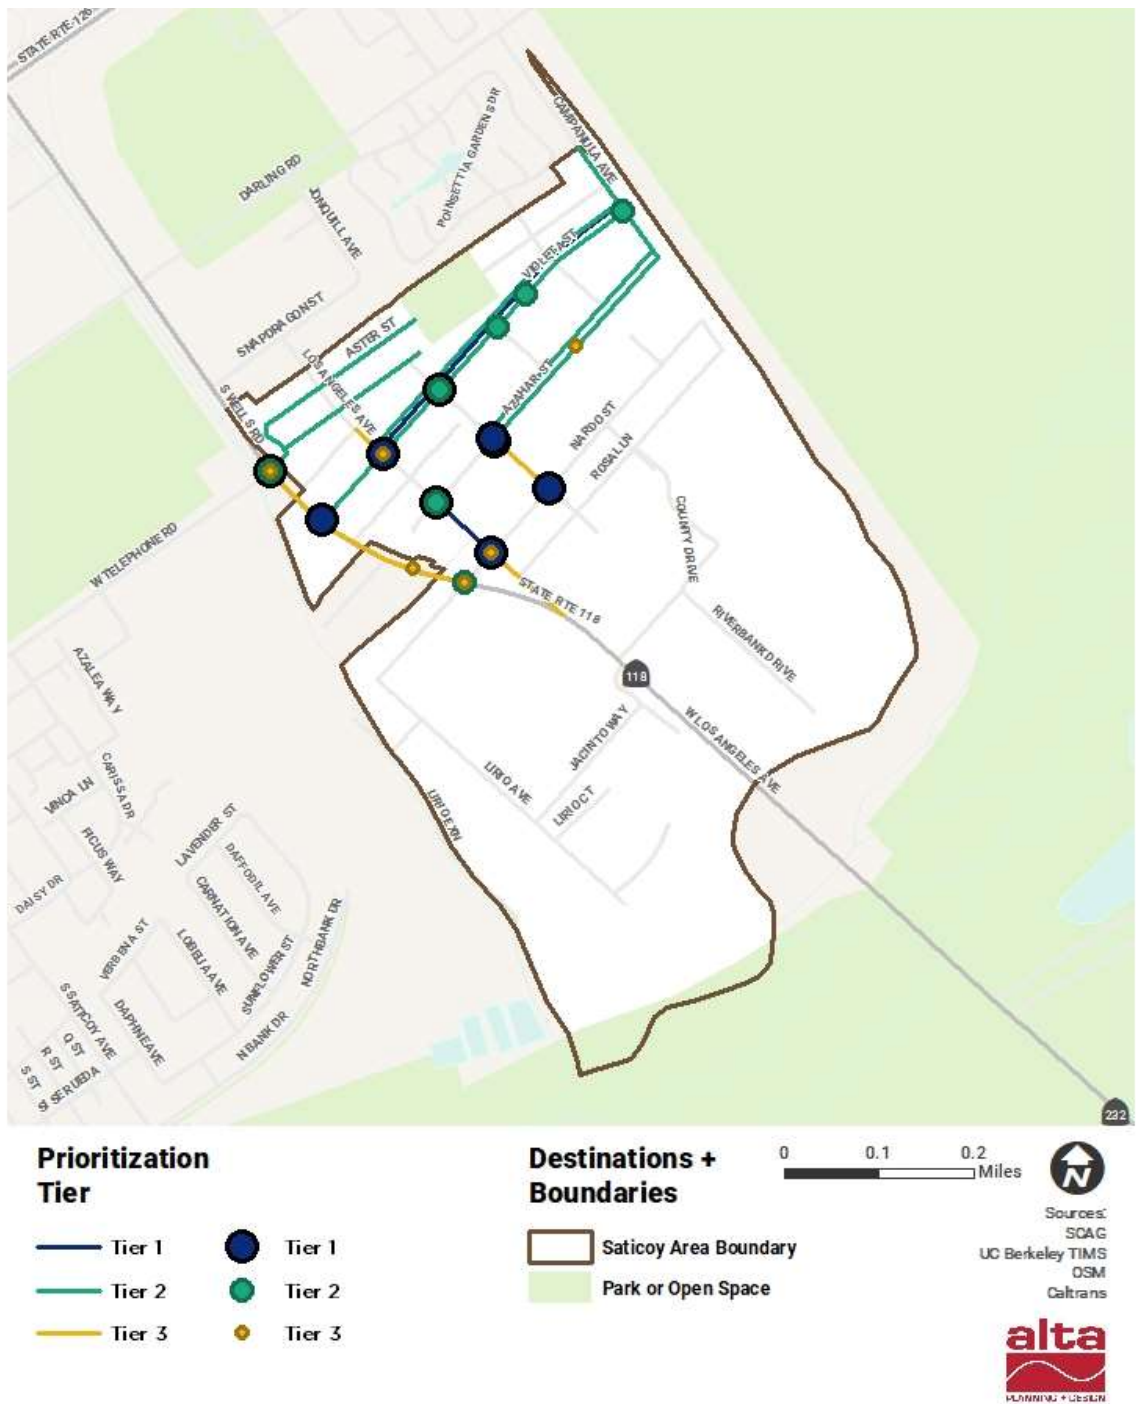 STATE RTE 126
CAMPANULA AVE
POINSETTIA GARDENS DR
DARLING RD
JONQUILL AVE
VIOLETA ST
SNAPDRAGON ST
ASTER ST
LOS ANGELES AVE
S WELLS RD
AZAHAR ST
NARDO ST
ROSAL LN
COUNTY DRIVE
W TELEPHONE RD
STATE RTE 118
RIVERBANK DRIVE
118
AZALEA WAY
JACINTO WAY
W LOS ANGELES AVE
CARISSA DR
VINCA LN
LIRIO AVE
LIRIO CT
FICUS WAY
LAVENDER ST
DAFFODIL AVE
DAISY DR
CARNATION AVE
VERBENA ST
LOBELIA AVE
SUNFLOWER ST
NORTHBANK DR
S SATICOY AVE
DAPHNE AVE
N BANK DR
Q ST
R ST
S ST
232
Prioritization
Tier
Tier 1
Tier 1
Tier 2
Tier 2
Tier 3
Tier 3
Destinations +
Boundaries
Saticoy Area Boundary
Park or Open Space
0 0.1 0.2
Miles
N
Sources:
SCAG
UC Berkeley TIMS
OSM
Caltrans
alta
PLANNING + DESIGN